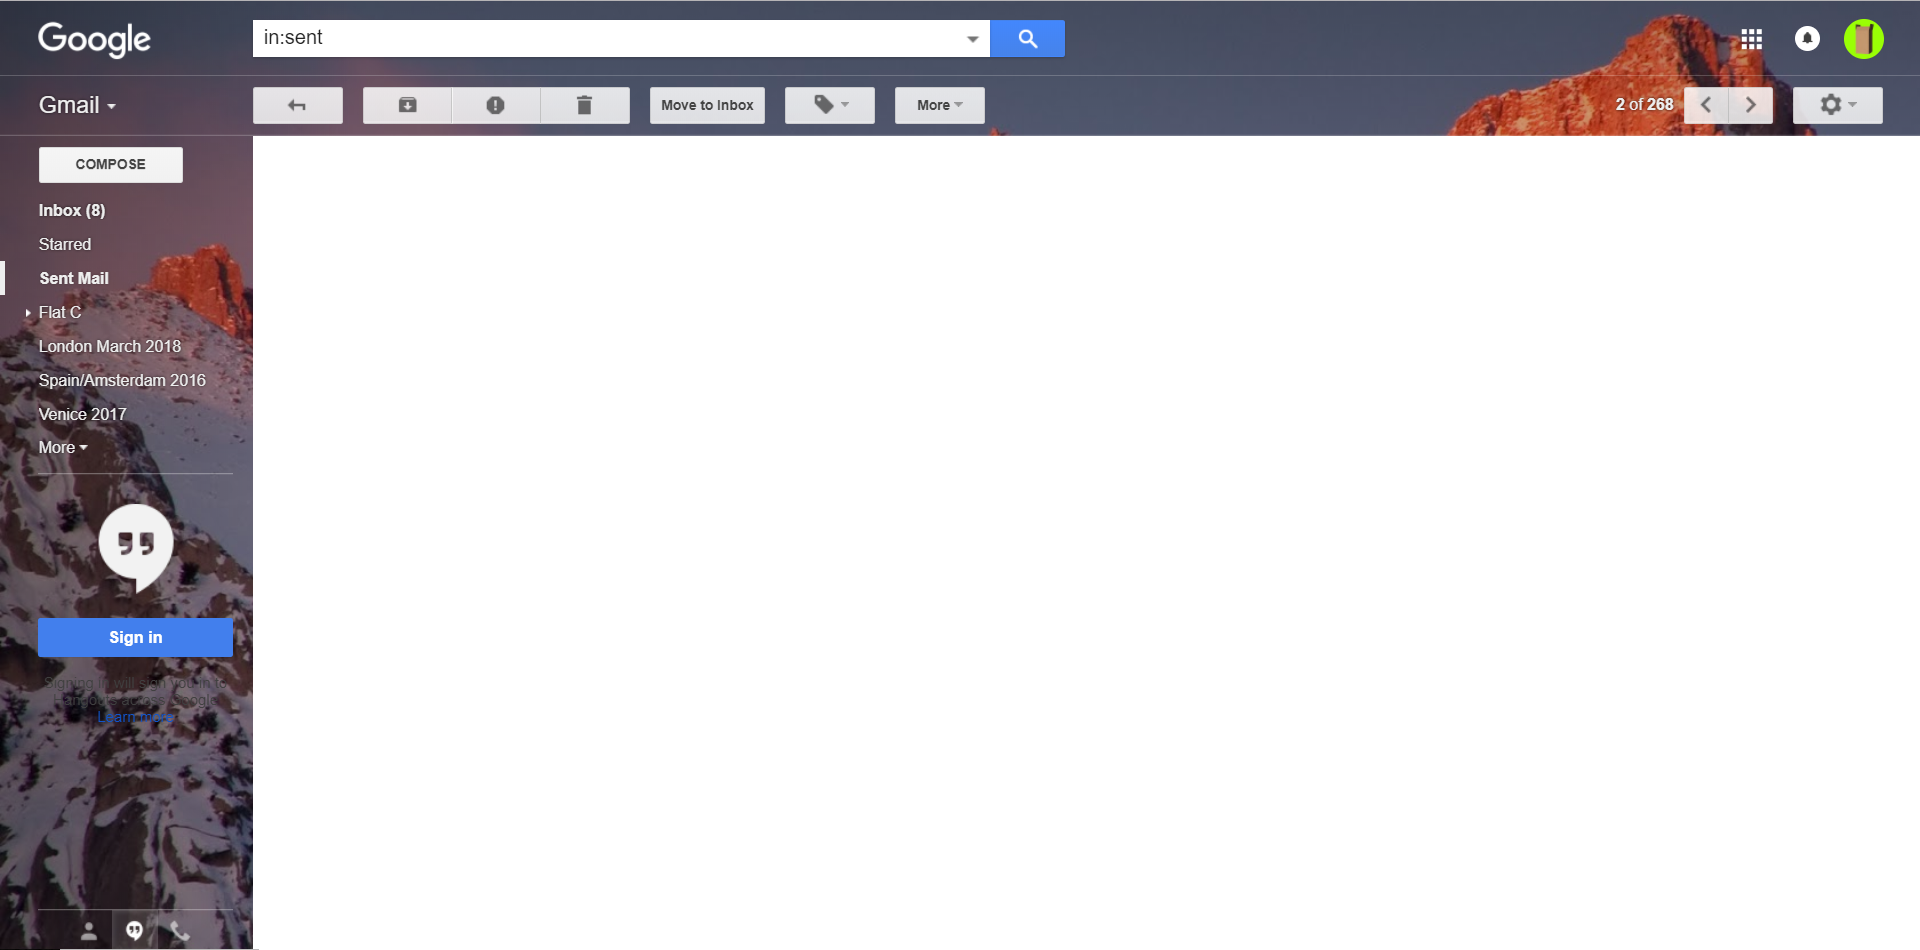 Google
in:sent
Gmail
Move to Inbox
More
2 of 268
COMPOSE
Inbox (8)
Starred
Sent Mail
Flat C
London March 2018
Spain/Amsterdam 2016
Venice 2017
More
Sign in
Signing in will sign you in to
Hangouts across Google
Learn more